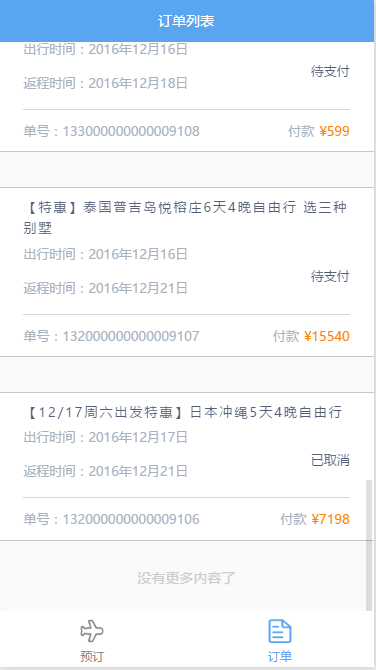 订单列表
出行时间：2016年12月16日
待支付
返程时间：2016年12月18日
单号：133000000000009108 付款 ¥599
【特惠】泰国普吉岛悦榕庄6天4晚自由行 选三种
别墅
出行时间：2016年12月16日
待支付
返程时间：2016年12月21日
单号：132000000000009107 付款 ¥15540
【12/17周六出发特惠】日本冲绳5天4晚自由行
出行时间：2016年12月17日
已取消
返程时间：2016年12月21日
单号：132000000000009106 付款 ¥7198
没有更多内容了
预订 订单